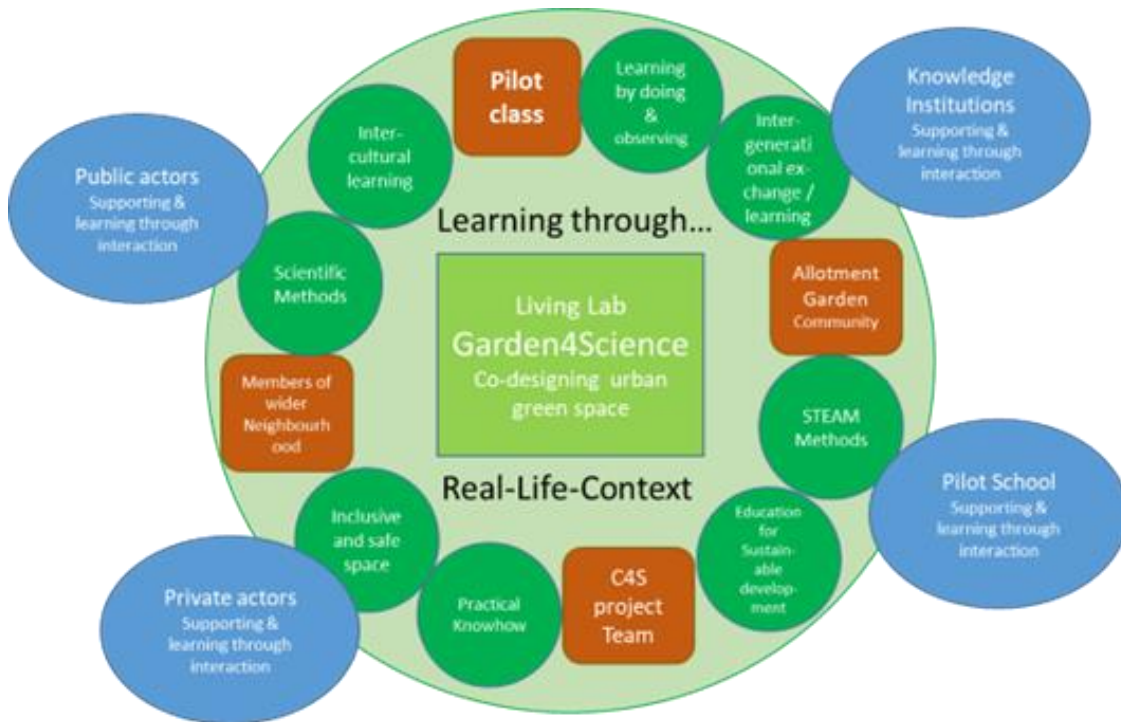 Pilot
class
Learning
by doing
&
observing
Inter-
generati
onal ex-
change /
learning
Knowledge
Institutions
Supporting &
learning through
interaction
Inter-
cultural
learning
Public actors
Supporting &
learning through
interaction
Learning through...
Scientific
Methods
Allotment
Garden
Community
Living Lab
Garden4Science
Co-designing urban
green space
Members of
wider
Neighbourh
ood
STEAM
Methods
Real-Life-Context
Pilot School
Supporting &
learning through
interaction
Inclusive
and safe
space
Education
for
Sustain-
able
develop-
ment
Private actors
Supporting &
learning through
interaction
Practical
Knowhow
C4S
project
Team